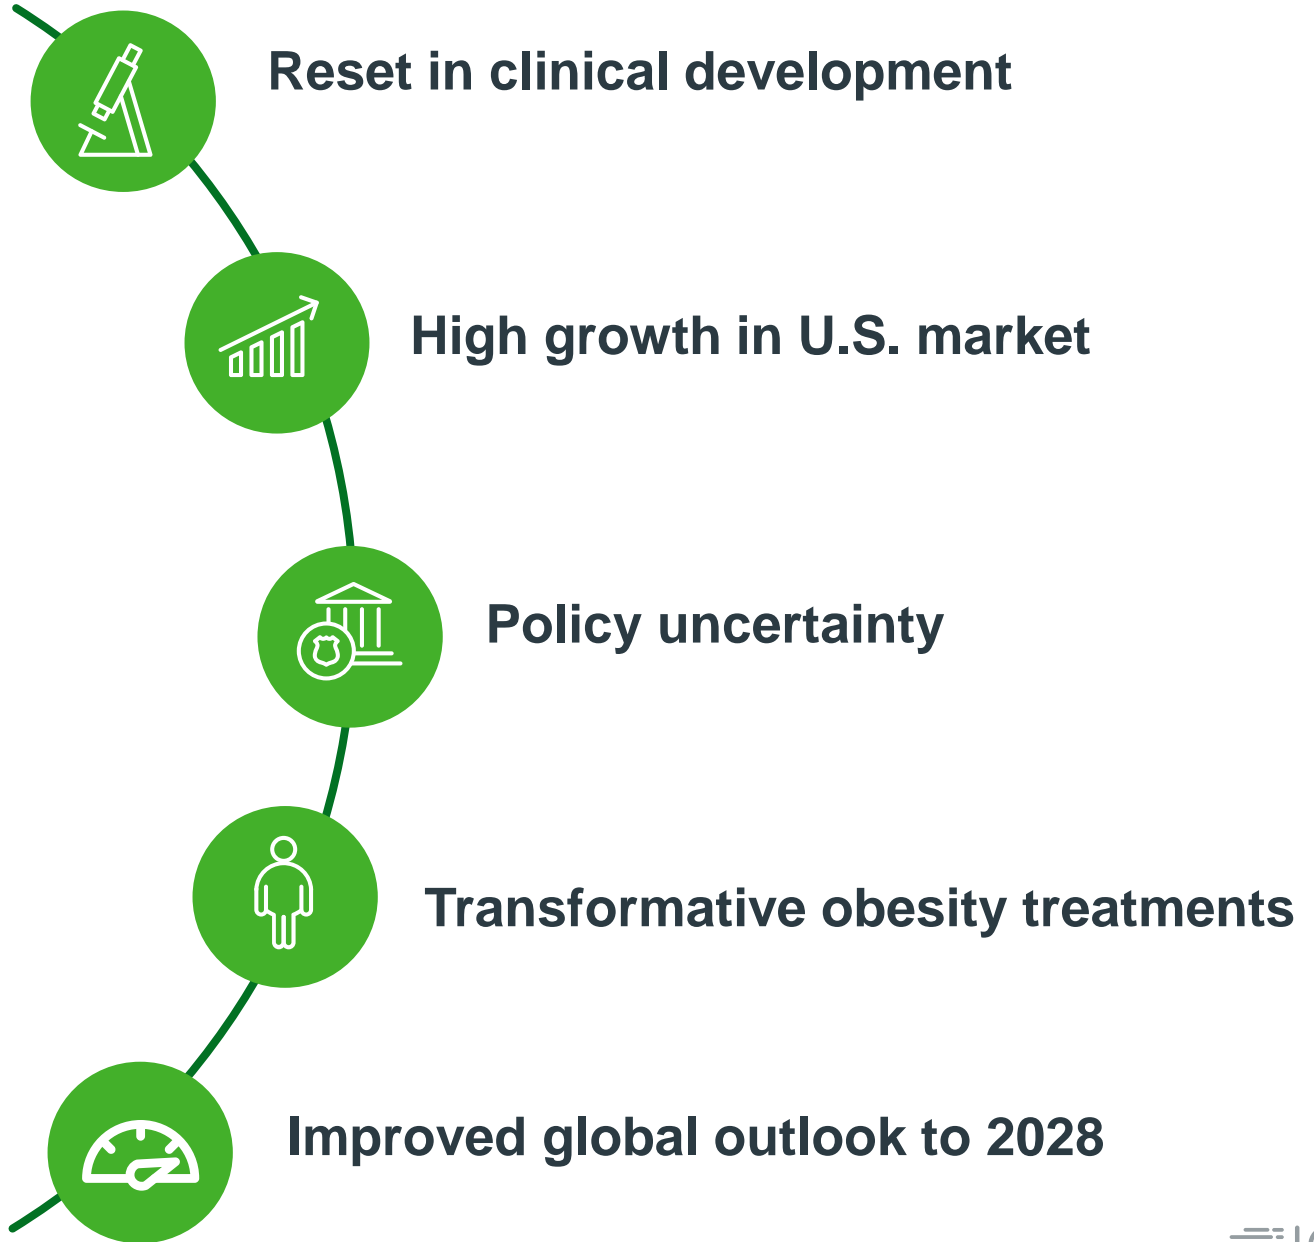 Reset in clinical development
High growth in U.S. market
Policy uncertainty
Transformative obesity treatments
Improved global outlook to 2028